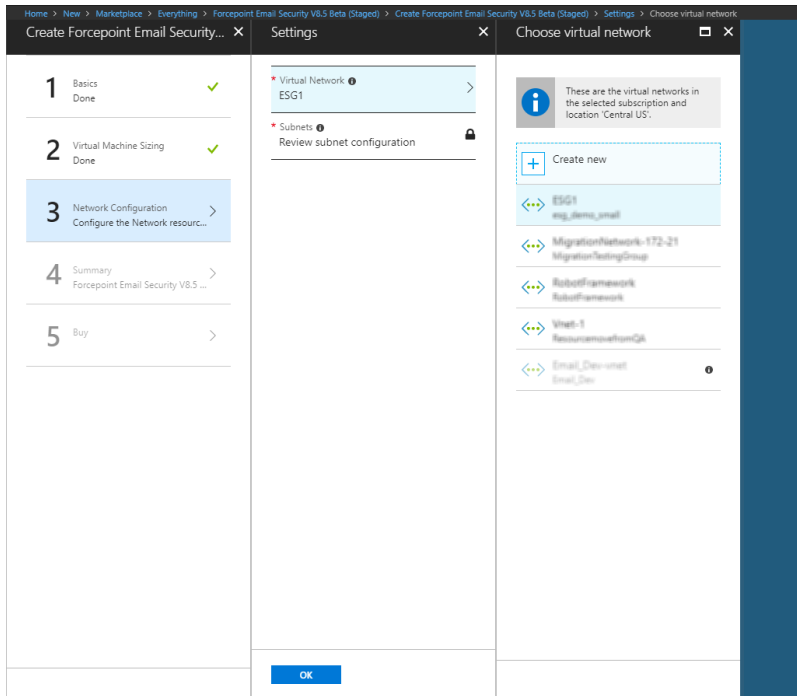 Home > New > Marketplace > Everything > Forcepoint Email Security V8.5 Beta (Staged) > Create Forcepoint Email Security V8.5 Beta (Staged) > Settings > Choose virtual network
Create Forcepoint Email Security...
1
Basics
Done
2
Virtual Machine Sizing
Done
3
Network Configuration
Configure the Network resourc...
4
Summary
Forcepoint Email Security V8.5 ...
5
Buy
Settings
* Virtual Network
ESG1
* Subnets
Review subnet configuration
OK
Choose virtual network
These are the virtual networks in
the selected subscription and
location 'Central US'.
Create new
ESG1
esg_demo_small
MigrationNetwork-172-21
MigrationTestingGroup
RobotFramework
RobotFramework
Vnet-1
ResourcemovefromQA
Email_Dev-vnet
Email_Dev